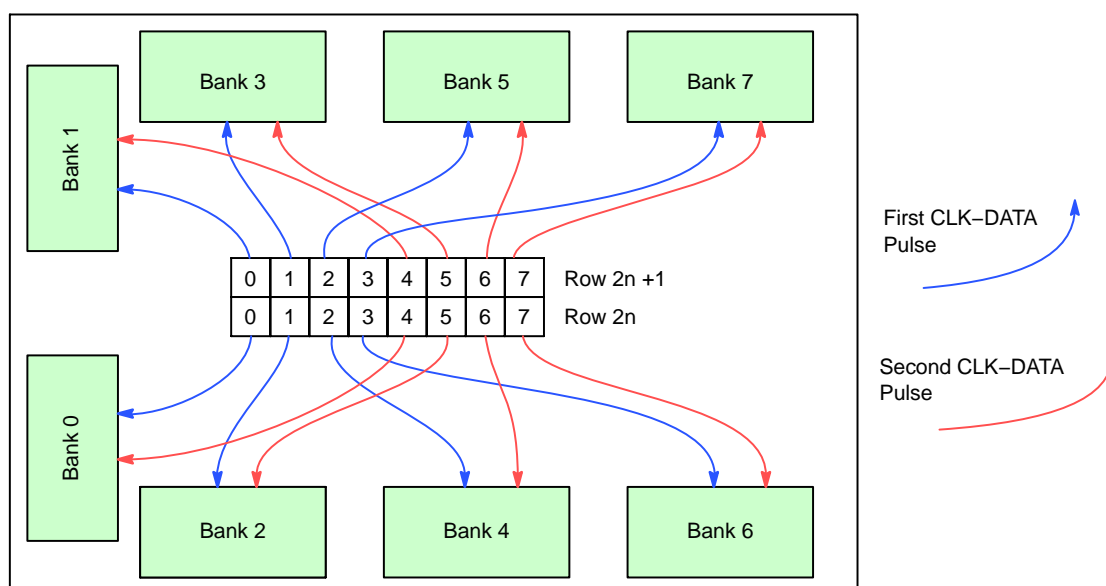 Bank 3
Bank 5
Bank 7
Bank 1
First CLK–DATA
Pulse
0 1 2 3 4 5 6 7 Row 2n +1
0 1 2 3 4 5 6 7 Row 2n
Second CLK–DATA
Pulse
Bank 0
Bank 2
Bank 4
Bank 6